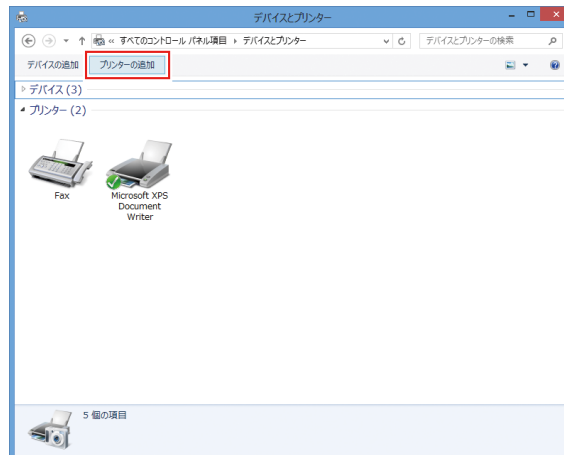 デバイスとプリンター
« すべてのコントロール パネル項目 ▸ デバイスとプリンター
デバイスとプリンターの検索
デバイスの追加 プリンターの追加
デバイス (3)
プリンター (2)
Fax
Microsoft XPS
Document
Writer
5 個の項目